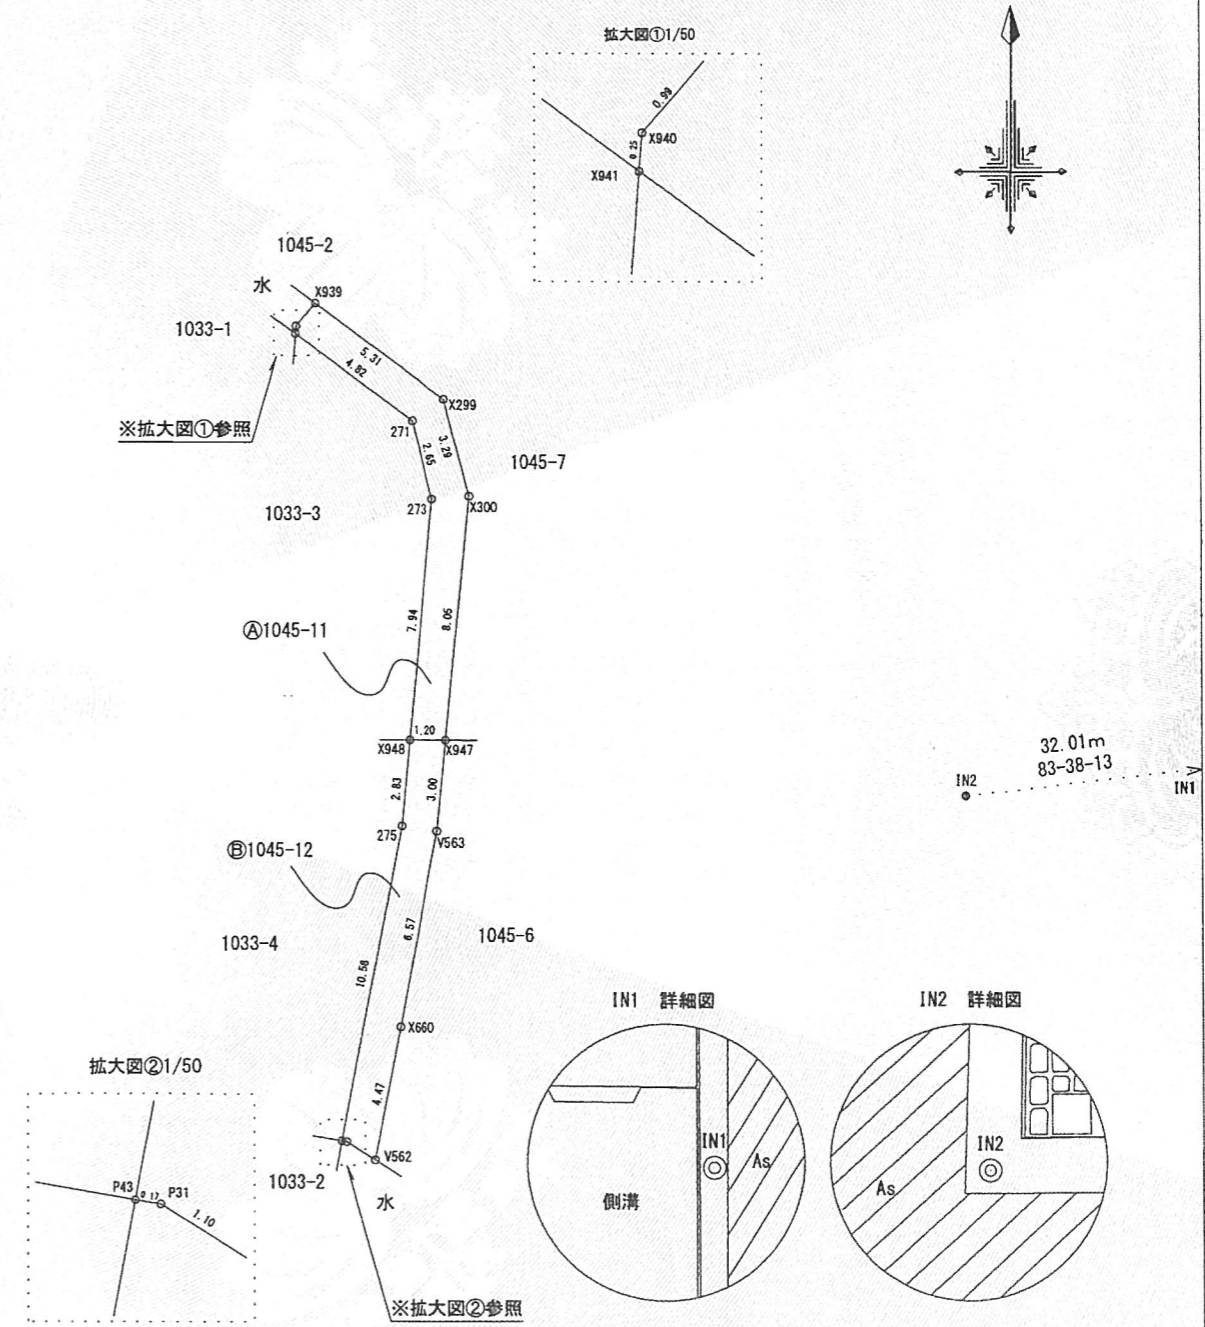 拡大図①1/50
0.99
X940
0.25
X941
1045-2
水
X939
1033-1
5.31
4.82
X299
※拡大図①参照
271
3.29
2.65
1045-7
273
X300
1033-3
7.94
8.05
Ⓐ1045-11
1.20
X948
X947
32.01m
83-38-13
IN2
IN1
2.83
3.00
275
V563
Ⓑ1045-12
6.57
1033-4
1045-6
10.58
IN1 詳細図
IN2 詳細図
X660
拡大図②1/50
4.47
IN1
As
側溝
IN2
As
V562
1033-2
水
P43
0.17
P31
1.10
※拡大図②参照